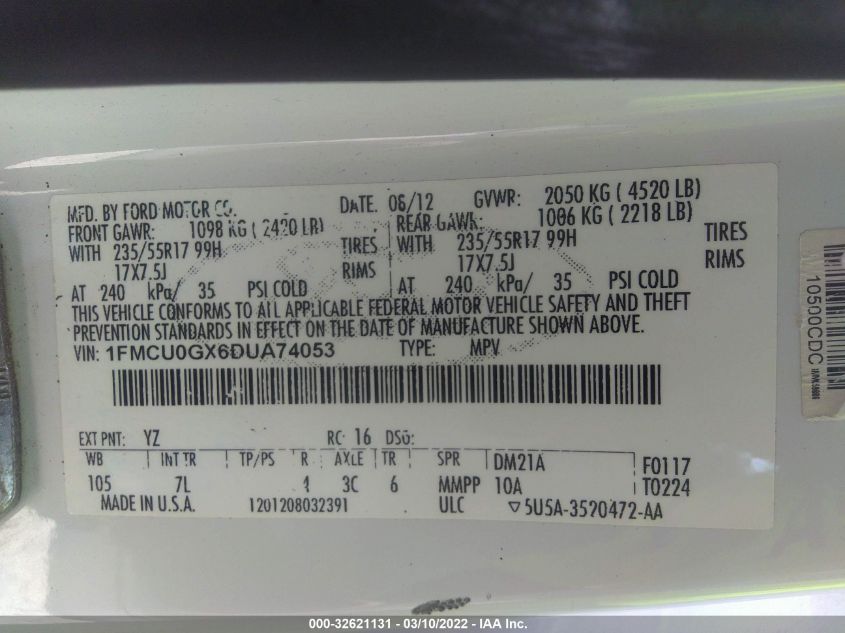 MFD. BY FORD MOTOR CO. DATE. 06/12 GVWR: 2050 KG ( 4520 LB)
FRONT GAWR: 1098 KG ( 2420 LB) REAR GAWR: 1006 KG ( 2218 LB)
WITH 235/55R17 99H TIRES WITH 235/55R17 99H TIRES
17X7.5J RIMS 17X7.5J RIMS
AT 240 kPa/ 35 PSI COLD AT 240 kPa/ 35 PSI COLD
THIS VEHICLE CONFORMS TO ALL APPLICABLE FEDERAL MOTOR VEHICLE SAFETY AND THEFT
PREVENTION STANDARDS IN EFFECT ON THE DATE OF MANUFACTURE SHOWN ABOVE.
VIN: 1FMCU0GX6DUA74053 TYPE: MPV
EXT PNT: YZ RC: 16 DSO:
WB INT TR TP/PS R AXLE TR SPR DM21A F0117
105 7L 1 3C 6 MMPP 10A T0224
MADE IN U.S.A. 1201208032391 ULC ▽5U5A-3520472-AA
10500CDC
000-32621131 - 03/10/2022 - IAA Inc.